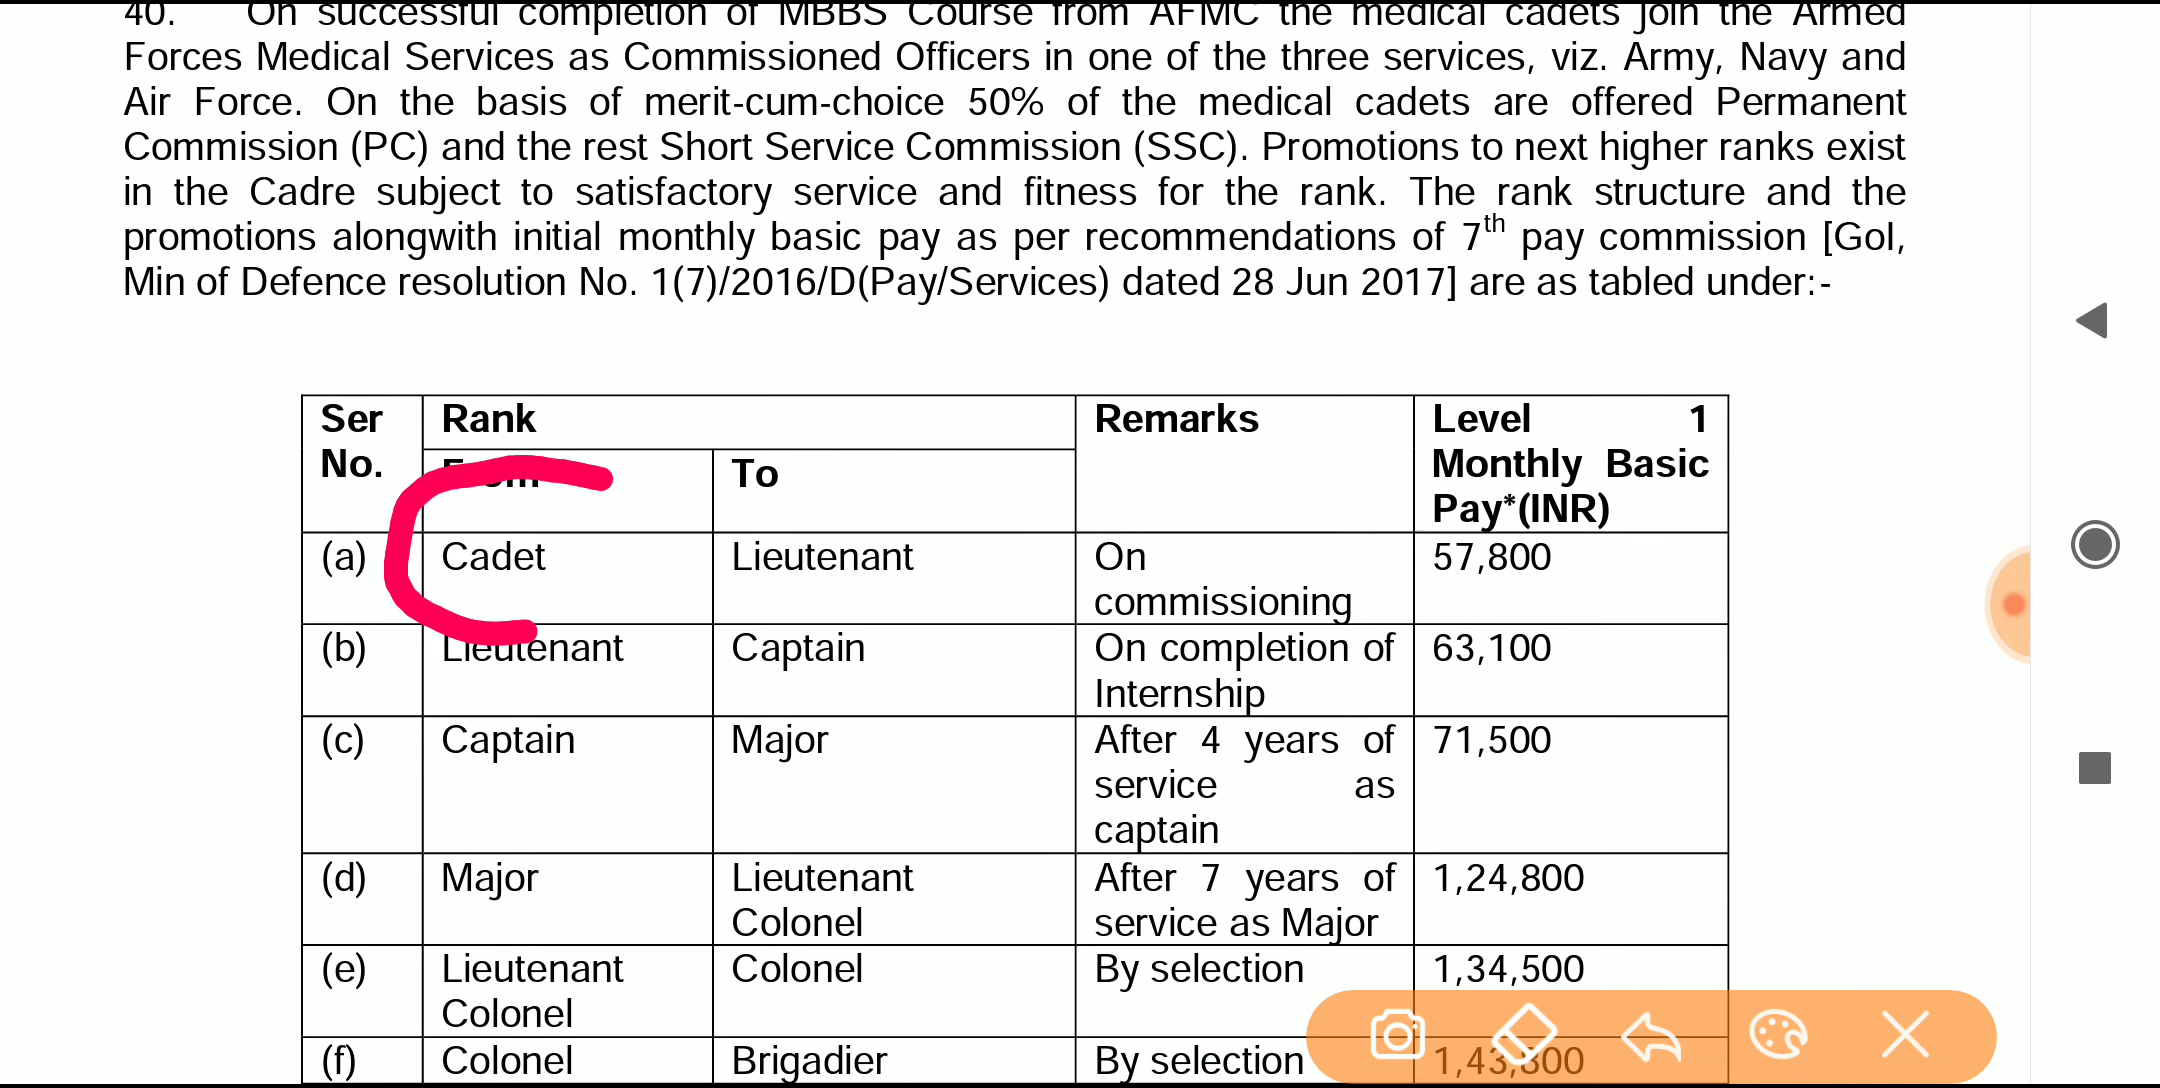 40. On successful completion of MBBS Course from AFMC the medical cadets join the Armed
Forces Medical Services as Commissioned Officers in one of the three services, viz. Army, Navy and
Air Force. On the basis of merit-cum-choice 50% of the medical cadets are offered Permanent
Commission (PC) and the rest Short Service Commission (SSC). Promotions to next higher ranks exist
in the Cadre subject to satisfactory service and fitness for the rank. The rank structure and the
promotions alongwith initial monthly basic pay as per recommendations of 7th pay commission [GoI,
Min of Defence resolution No. 1(7)/2016/D(Pay/Services) dated 28 Jun 2017] are as tabled under:-
Ser No. Rank Remarks Level 1 Monthly Basic Pay*(INR)
From To
(a) Cadet Lieutenant On commissioning 57,800
(b) Lieutenant Captain On completion of Internship 63,100
(c) Captain Major After 4 years of service as captain 71,500
(d) Major Lieutenant Colonel After 7 years of service as Major 1,24,800
(e) Lieutenant Colonel Colonel By selection 1,34,500
(f) Colonel Brigadier By selection 1,43,800